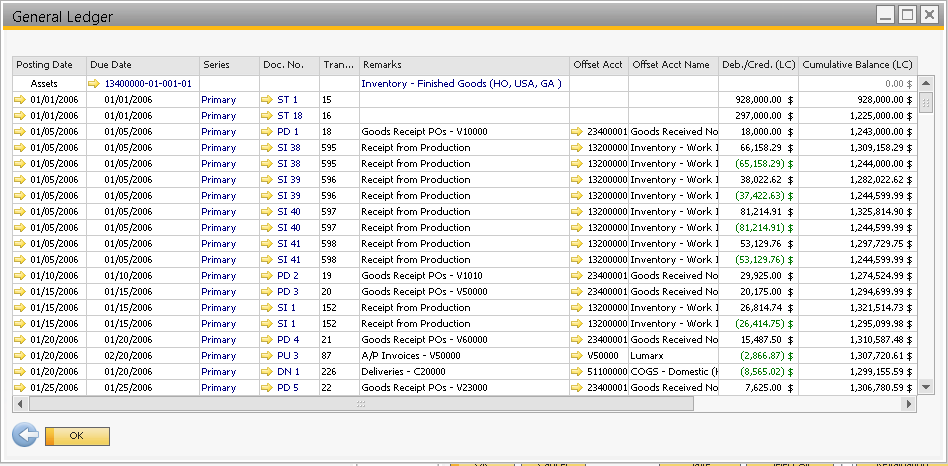 General Ledger
Posting Date Due Date Series Doc. No. Tran... Remarks Offset Acct Offset Acct Name Deb./Cred. (LC) Cumulative Balance (LC)
Assets 13400000-01-001-01 Inventory - Finished Goods (HO, USA, GA ) 0.00 $
01/01/2006 01/01/2006 Primary ST 1 15 928,000.00 $ 928,000.00 $
01/01/2006 01/01/2006 Primary ST 18 16 297,000.00 $ 1,225,000.00 $
01/05/2006 01/05/2006 Primary PD 1 18 Goods Receipt POs - V10000 23400001 Goods Received No 18,000.00 $ 1,243,000.00 $
01/05/2006 01/05/2006 Primary SI 38 595 Receipt from Production 13200000 Inventory - Work I 66,158.29 $ 1,309,158.29 $
01/05/2006 01/05/2006 Primary SI 38 595 Receipt from Production 13200000 Inventory - Work I (65,158.29) $ 1,244,000.00 $
01/05/2006 01/05/2006 Primary SI 39 596 Receipt from Production 13200000 Inventory - Work I 38,022.62 $ 1,282,022.62 $
01/05/2006 01/05/2006 Primary SI 39 596 Receipt from Production 13200000 Inventory - Work I (37,422.63) $ 1,244,599.99 $
01/05/2006 01/05/2006 Primary SI 40 597 Receipt from Production 13200000 Inventory - Work I 81,214.91 $ 1,325,814.90 $
01/05/2006 01/05/2006 Primary SI 40 597 Receipt from Production 13200000 Inventory - Work I (81,214.91) $ 1,244,599.99 $
01/05/2006 01/05/2006 Primary SI 41 598 Receipt from Production 13200000 Inventory - Work I 53,129.76 $ 1,297,729.75 $
01/05/2006 01/05/2006 Primary SI 41 598 Receipt from Production 13200000 Inventory - Work I (53,129.76) $ 1,244,599.99 $
01/10/2006 01/10/2006 Primary PD 2 19 Goods Receipt POs - V1010 23400001 Goods Received No 29,925.00 $ 1,274,524.99 $
01/15/2006 01/15/2006 Primary PD 3 20 Goods Receipt POs - V50000 23400001 Goods Received No 20,175.00 $ 1,294,699.99 $
01/15/2006 01/15/2006 Primary SI 1 152 Receipt from Production 13200000 Inventory - Work I 26,814.74 $ 1,321,514.73 $
01/15/2006 01/15/2006 Primary SI 1 152 Receipt from Production 13200000 Inventory - Work I (26,414.75) $ 1,295,099.98 $
01/20/2006 01/20/2006 Primary PD 4 21 Goods Receipt POs - V60000 23400001 Goods Received No 15,487.50 $ 1,310,587.48 $
01/20/2006 02/20/2006 Primary PU 3 87 A/P Invoices - V50000 V50000 Lumarx (2,866.87) $ 1,307,720.61 $
01/20/2006 01/20/2006 Primary DN 1 226 Deliveries - C20000 51100000 COGS - Domestic (H (8,565.02) $ 1,299,155.59 $
01/25/2006 01/25/2006 Primary PD 5 22 Goods Receipt POs - V23000 23400001 Goods Received No 7,625.00 $ 1,306,780.59 $
OK